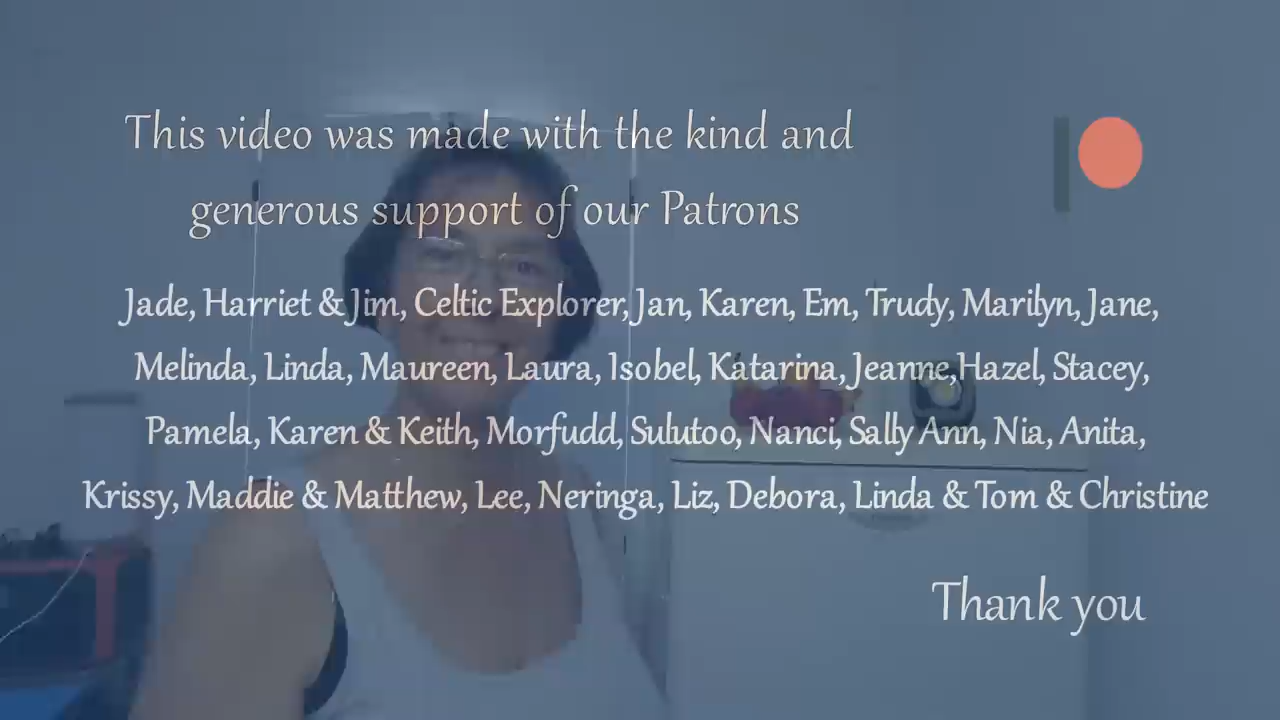 This video was made with the kind and
generous support of our Patrons
Jade, Harriet & Jim, Celtic Explorer, Jan, Karen, Em, Trudy, Marilyn, Jane,
Melinda, Linda, Maureen, Laura, Isobel, Katarina, Jeanne,Hazel, Stacey,
Pamela, Karen & Keith, Morfudd, Sulutoo, Nanci, Sally Ann, Nia, Anita,
Krissy, Maddie & Matthew, Lee, Neringa, Liz, Debora, Linda & Tom & Christine
Thank you